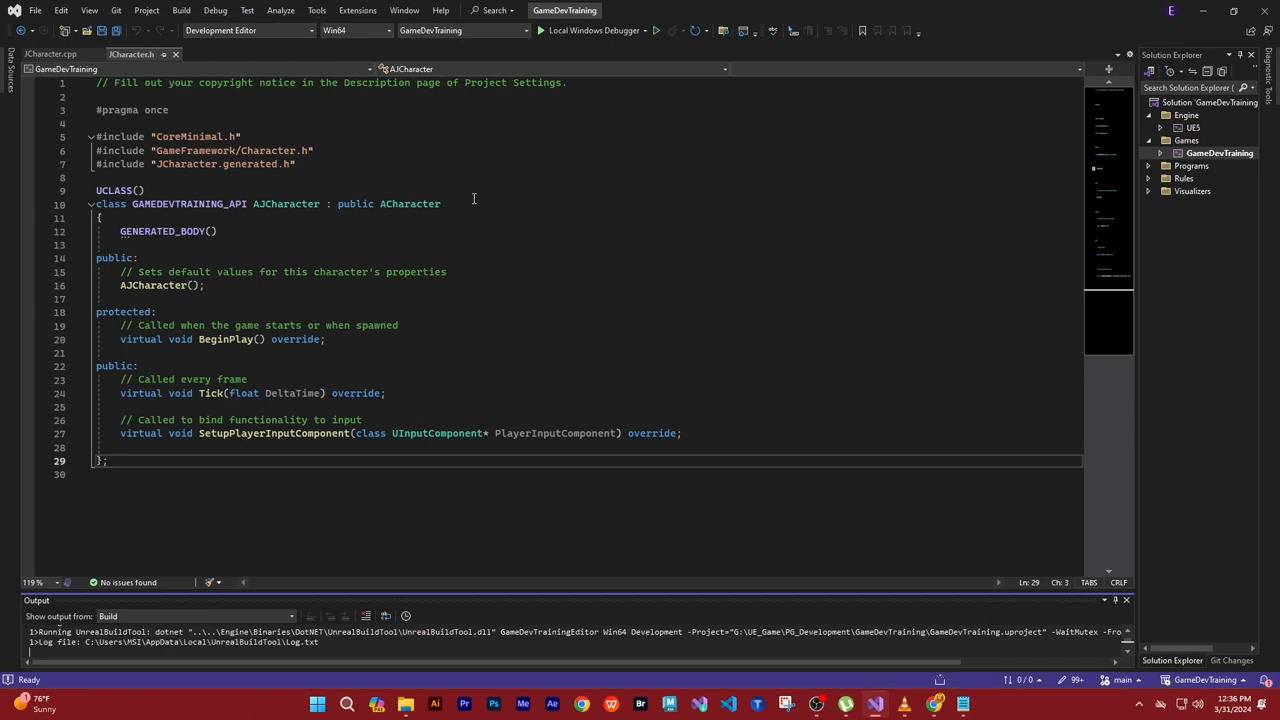 File Edit View Git Project Build Debug Test Analyze Tools Extensions Window Help Search GameDevTraining E
Development Editor Win64 GameDevTraining Local Windows Debugger
JCharacter.cpp JCharacter.h
GameDevTraining AJCharacter
1 // Fill out your copyright notice in the Description page of Project Settings.
2
3 #pragma once
4
5 #include "CoreMinimal.h"
6 #include "GameFramework/Character.h"
7 #include "JCharacter.generated.h"
8
9 UCLASS()
10 class GAMEDEVTRAINING_API AJCharacter : public ACharacter
11 {
12 GENERATED_BODY()
13
14 public:
15 // Sets default values for this character's properties
16 AJCharacter();
17
18 protected:
19 // Called when the game starts or when spawned
20 virtual void BeginPlay() override;
21
22 public:
23 // Called every frame
24 virtual void Tick(float DeltaTime) override;
25
26 // Called to bind functionality to input
27 virtual void SetupPlayerInputComponent(class UInputComponent* PlayerInputComponent) override;
28
29 };
30
119 % No issues found Ln: 29 Ch: 3 TABS CRLF
Output
Show output from: Build
1>Running UnrealBuildTool: dotnet "..\..\Engine\Binaries\DotNET\UnrealBuildTool\UnrealBuildTool.dll" GameDevTrainingEditor Win64 Development -Project="G:\UE_Game\PG_Development\GameDevTraining\GameDevTraining.uproject" -WaitMutex -Fro
1>Log file: C:\Users\MSI\AppData\Local\UnrealBuildTool\Log.txt
Data Sources
Solution Explorer
Search Solution Explorer (
Solution 'GameDevTraining
Engine
UE5
Games
GameDevTraining
Programs
Rules
Visualizers
Solution Explorer Git Changes
Diagnostic Tools
Ready 0 / 0 99+ main GameDevTraining
76°F
Sunny
Ai Pr Ps Me Ae Br M
12:36 PM
3/31/2024